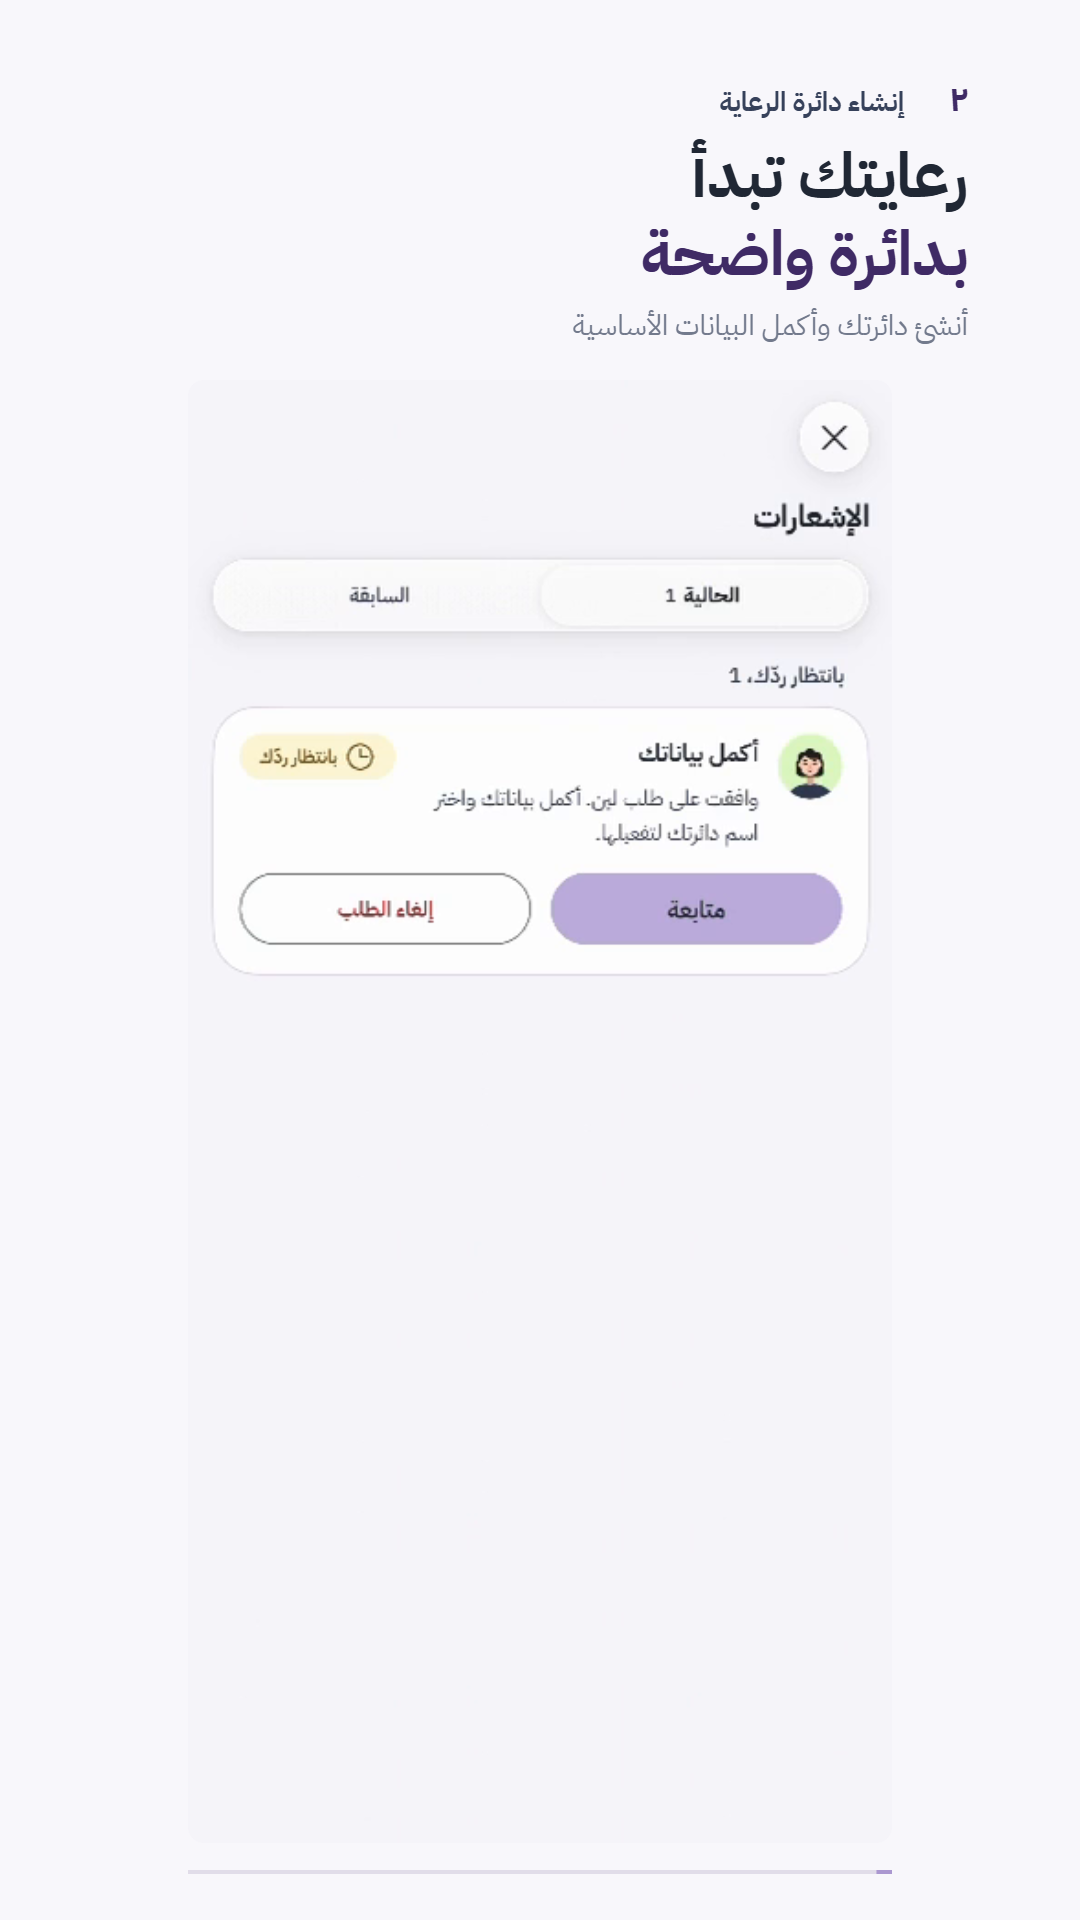 ٢ إنشاء دائرة الرعاية
رعايتك تبدأ
بدائرة واضحة
أنشئ دائرتك وأكمل البيانات الأساسية
الإشعارات
الحالية 1
السابقة
بانتظار ردّك، 1
أكمل بياناتك
بانتظار ردّك
وافقت على طلب لين. أكمل بياناتك واختر
اسم دائرتك لتفعيلها.
متابعة
إلغاء الطلب